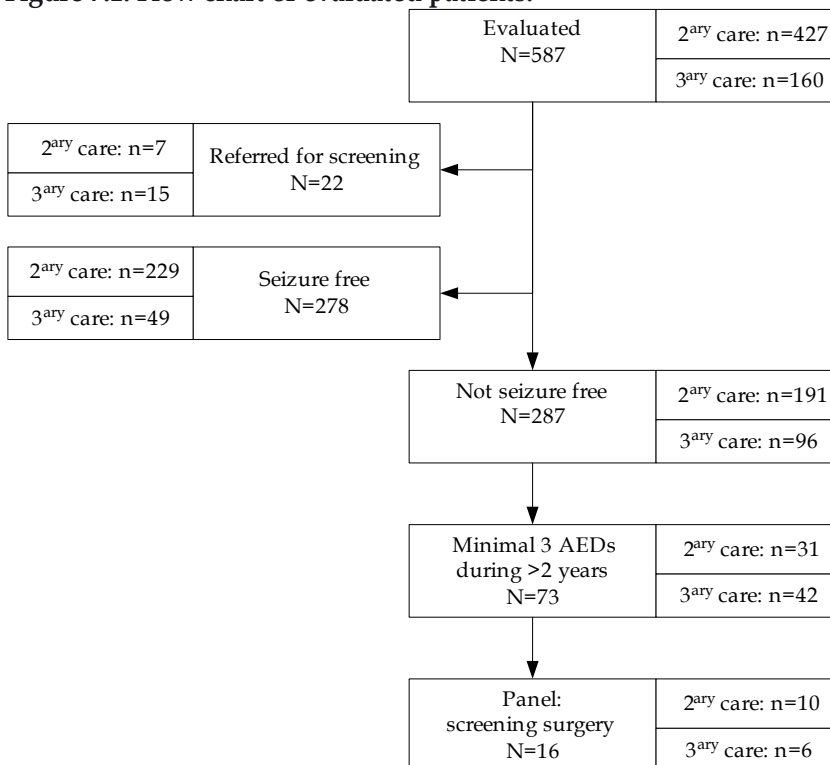 Figure Flow chart of evaluated patients.
Evaluated
N=587
2ary care: n=427
3ary care: n=160
2ary care: n=7
3ary care: n=15
Referred for screening
N=22
2ary care: n=229
3ary care: n=49
Seizure free
N=278
Not seizure free
N=287
2ary care: n=191
3ary care: n=96
Minimal 3 AEDs
during >2 years
N=73
2ary care: n=31
3ary care: n=42
Panel:
screening surgery
N=16
2ary care: n=10
3ary care: n=6